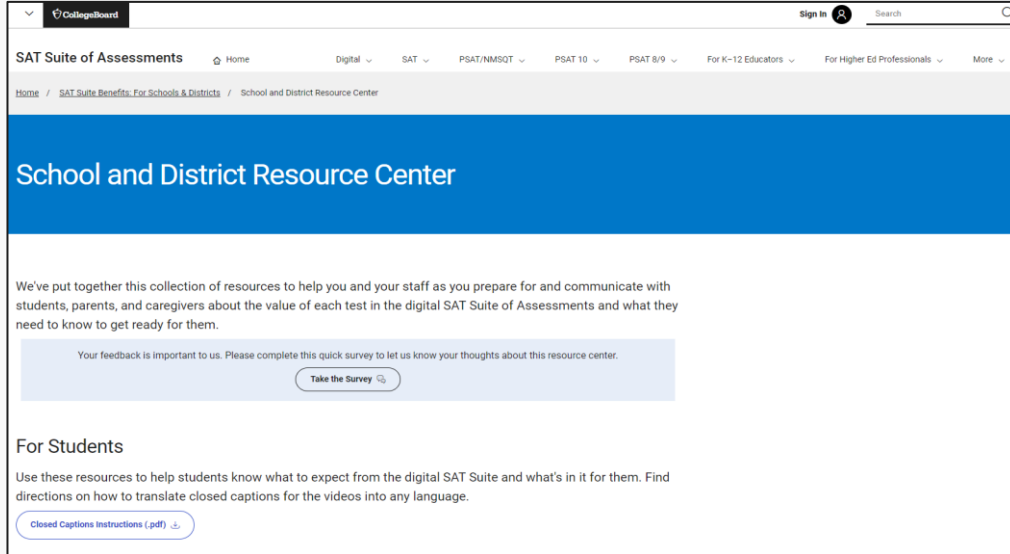 CollegeBoard
Sign In
Search
SAT Suite of Assessments
Home
Digital
SAT
PSAT/NMSQT
PSAT 10
PSAT 8/9
For K–12 Educators
For Higher Ed Professionals
More
Home / SAT Suite Benefits: For Schools & Districts / School and District Resource Center
School and District Resource Center
We've put together this collection of resources to help you and your staff as you prepare for and communicate with
students, parents, and caregivers about the value of each test in the digital SAT Suite of Assessments and what they
need to know to get ready for them.
Your feedback is important to us. Please complete this quick survey to let us know your thoughts about this resource center.
Take the Survey
For Students
Use these resources to help students know what to expect from the digital SAT Suite and what's in it for them. Find
directions on how to translate closed captions for the videos into any language.
Closed Captions Instructions (.pdf)